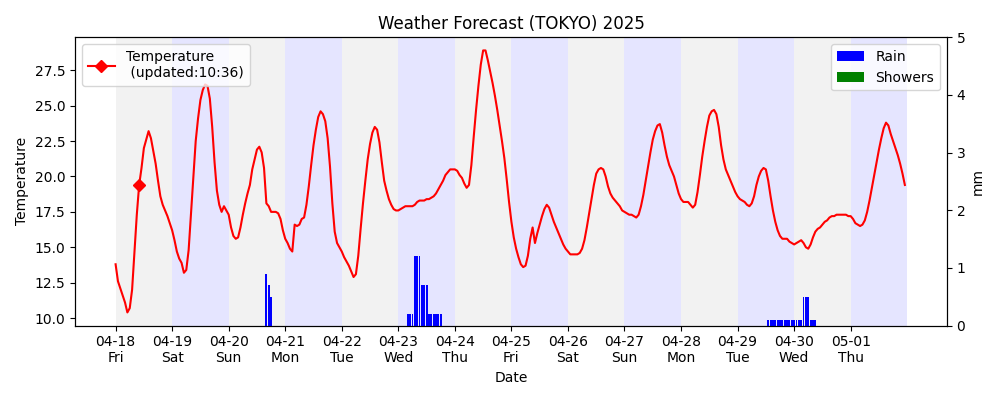 Weather Forecast (TOKYO) 2025
Temperature
(updated:10:36)
Rain
Showers
Temperature
27.5
25.0
22.5
20.0
17.5
15.0
12.5
10.0
5
4
3
2
1
0
mm
04-18 04-19 04-20 04-21 04-22 04-23 04-24 04-25 04-26 04-27 04-28 04-29 04-30 05-01
Fri Sat Sun Mon Tue Wed Thu Fri Sat Sun Mon Tue Wed Thu
Date